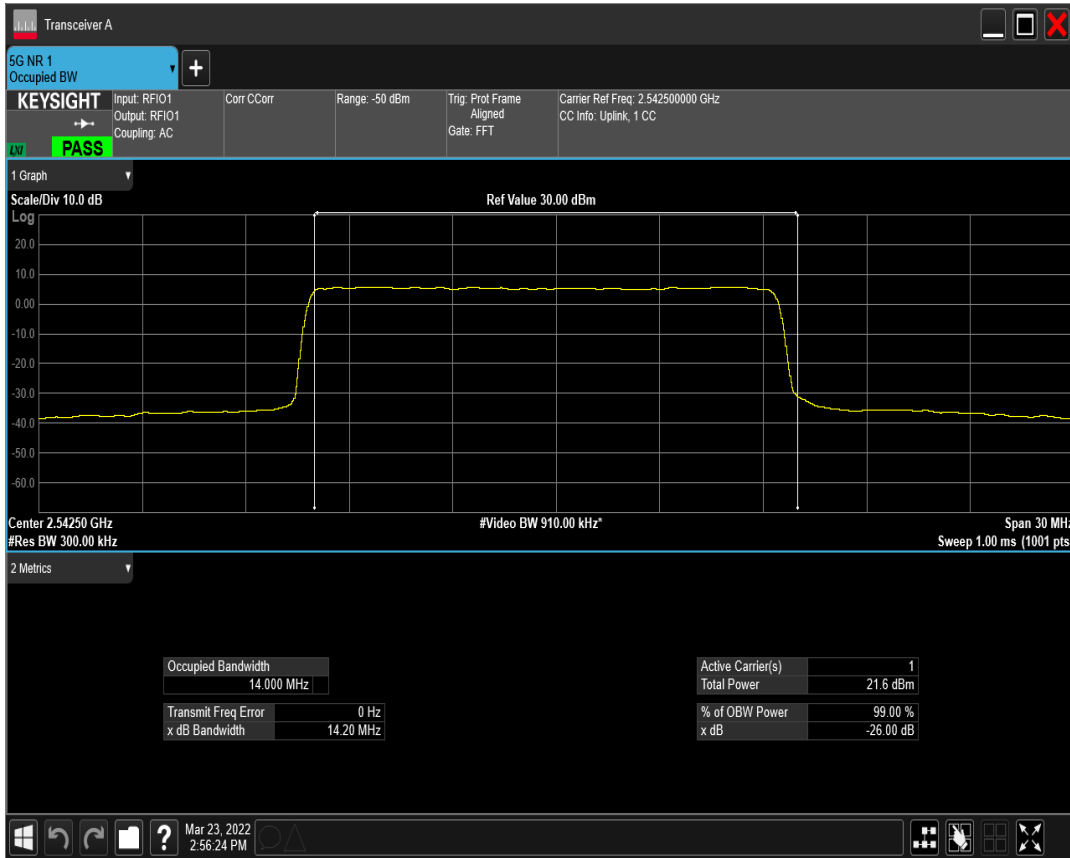 Transceiver A
5G NR 1
Occupied BW
KEYSIGHT
LXI
PASS
Input: RFIO1
Output: RFIO1
Coupling: AC
Corr CCorr
Range: -50 dBm
Trig: Prot Frame
Aligned
Gate: FFT
Carrier Ref Freq: 2.542500000 GHz
CC Info: Uplink, 1 CC
1 Graph
Scale/Div 10.0 dB
Ref Value 30.00 dBm
Log
20.0
10.0
0.00
-10.0
-20.0
-30.0
-40.0
-50.0
-60.0
Center 2.54250 GHz
#Video BW 910.00 kHz*
Span 30 MHz
#Res BW 300.00 kHz
Sweep 1.00 ms (1001 pts
2 Metrics
Occupied Bandwidth
14.000 MHz
Transmit Freq Error 0 Hz
x dB Bandwidth 14.20 MHz
Active Carrier(s) 1
Total Power 21.6 dBm
% of OBW Power 99.00 %
x dB -26.00 dB
?
Mar 23, 2022
2:56:24 PM